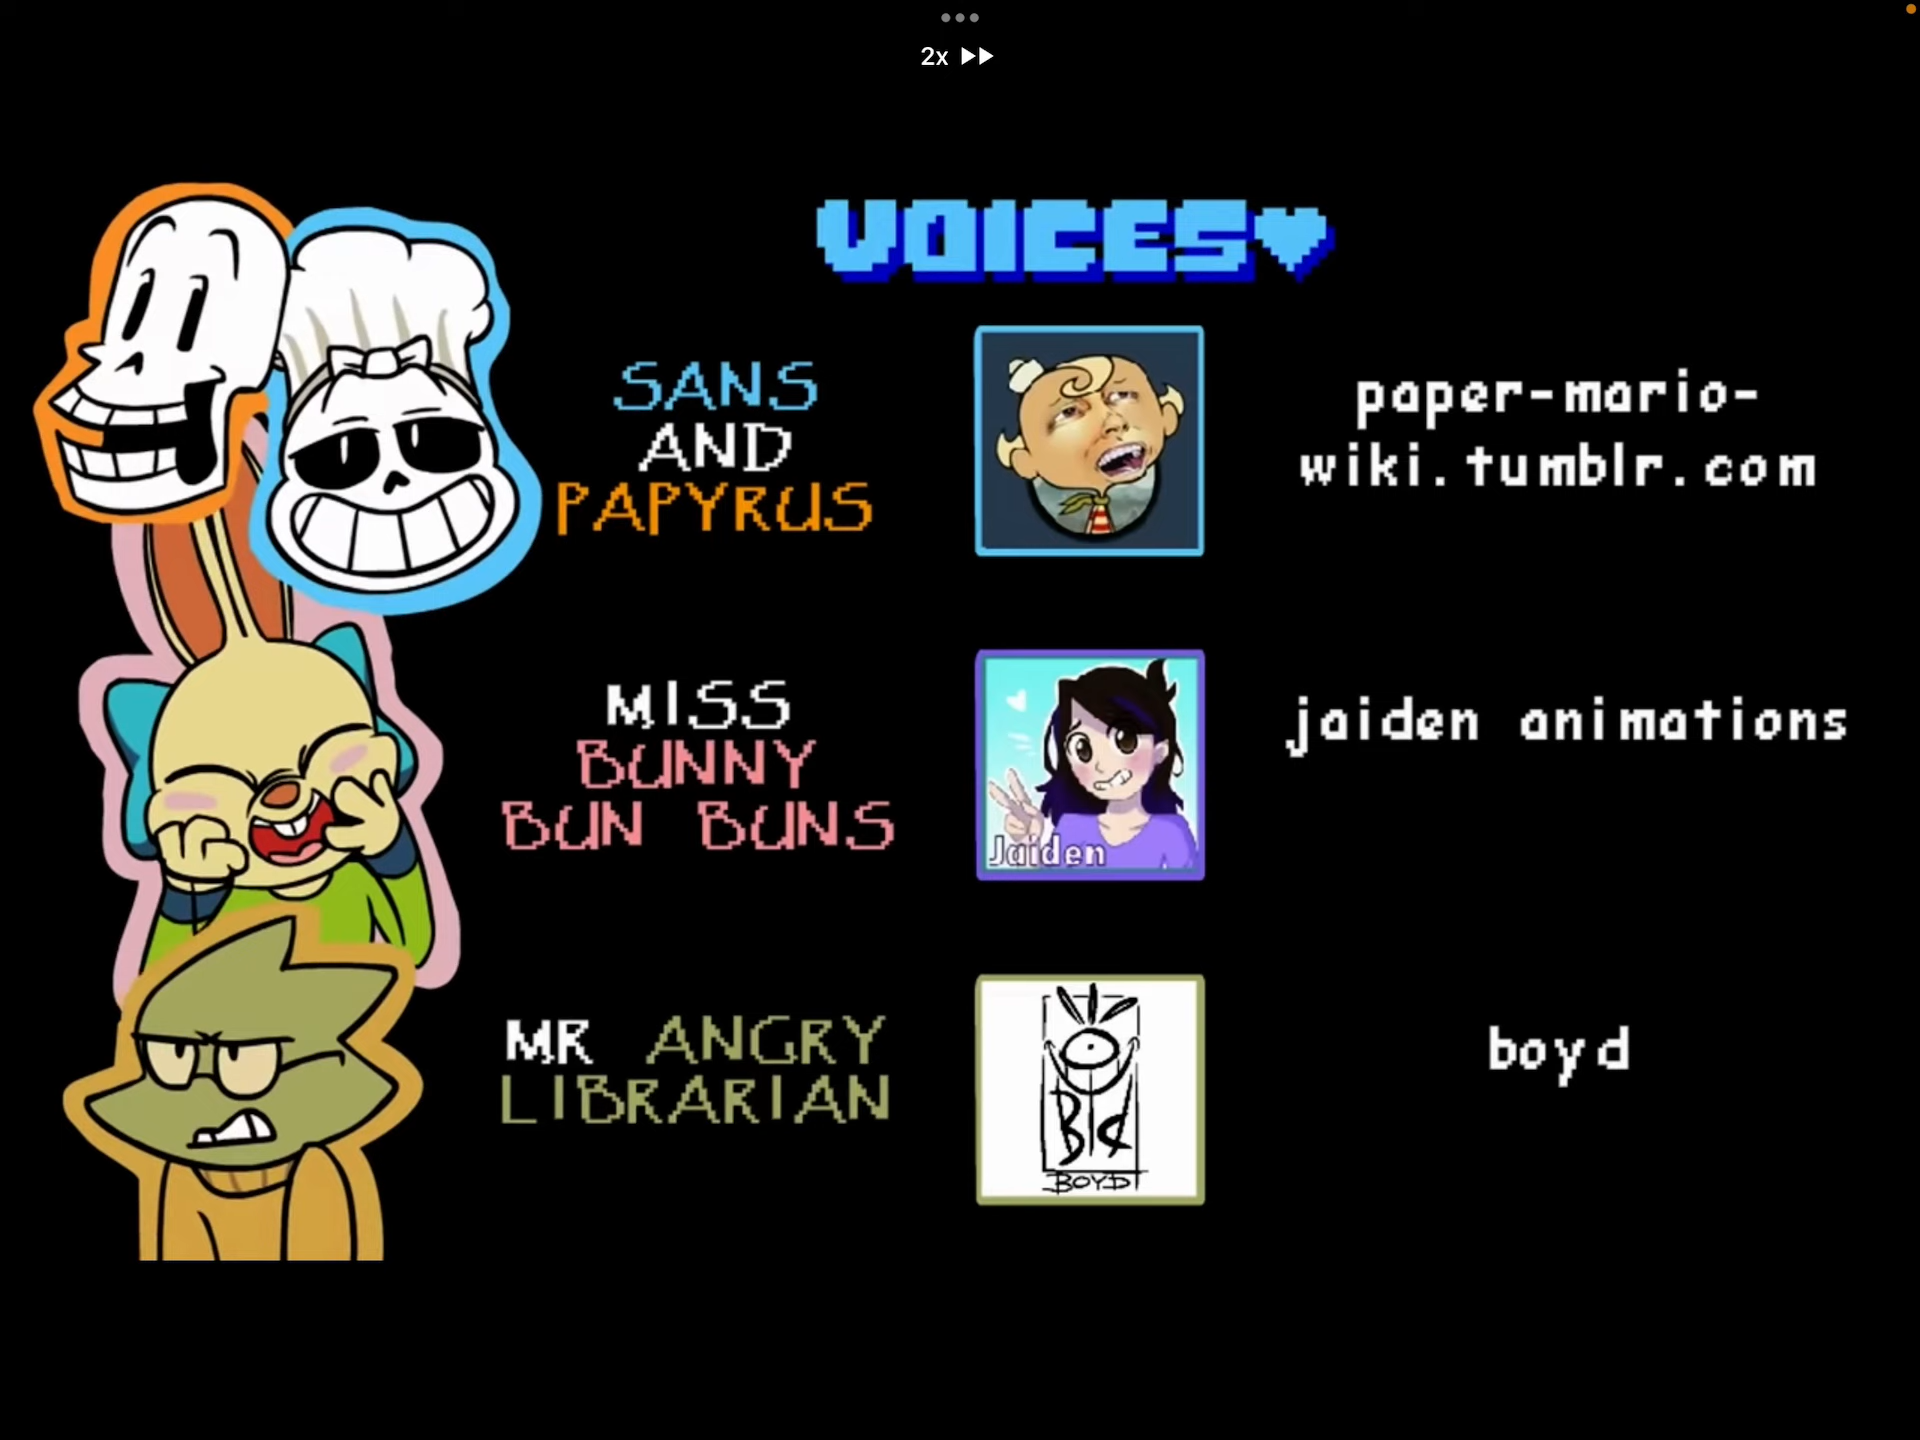 2x
VOICES
SANS
AND
PAPYRUS
paper-mario-
wiki.tumblr.com
MISS
BUNNY
BUN BUNS
Jaiden
jaiden animations
MR ANGRY
LIBRARIAN
BOYD
boyd